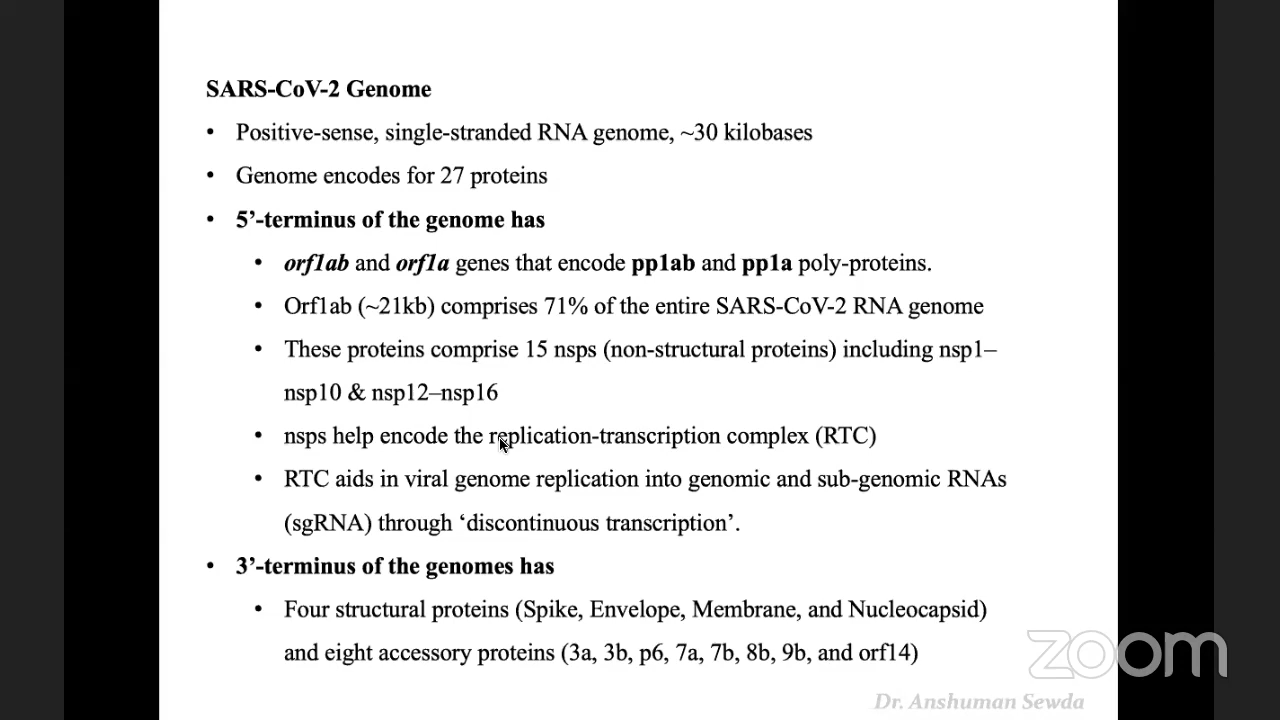 SARS-CoV-2 Genome
• Positive-sense, single-stranded RNA genome, ~30 kilobases
• Genome encodes for 27 proteins
• 5’-terminus of the genome has
• orf1ab and orf1a genes that encode pp1ab and pp1a poly-proteins.
• Orf1ab (~21kb) comprises 71% of the entire SARS-CoV-2 RNA genome
• These proteins comprise 15 nsps (non-structural proteins) including nsp1–
nsp10 & nsp12–nsp16
• nsps help encode the replication-transcription complex (RTC)
• RTC aids in viral genome replication into genomic and sub-genomic RNAs
(sgRNA) through ‘discontinuous transcription’.
• 3’-terminus of the genomes has
• Four structural proteins (Spike, Envelope, Membrane, and Nucleocapsid)
and eight accessory proteins (3a, 3b, p6, 7a, 7b, 8b, 9b, and orf14)
zoom
Dr. Anshuman Sewda